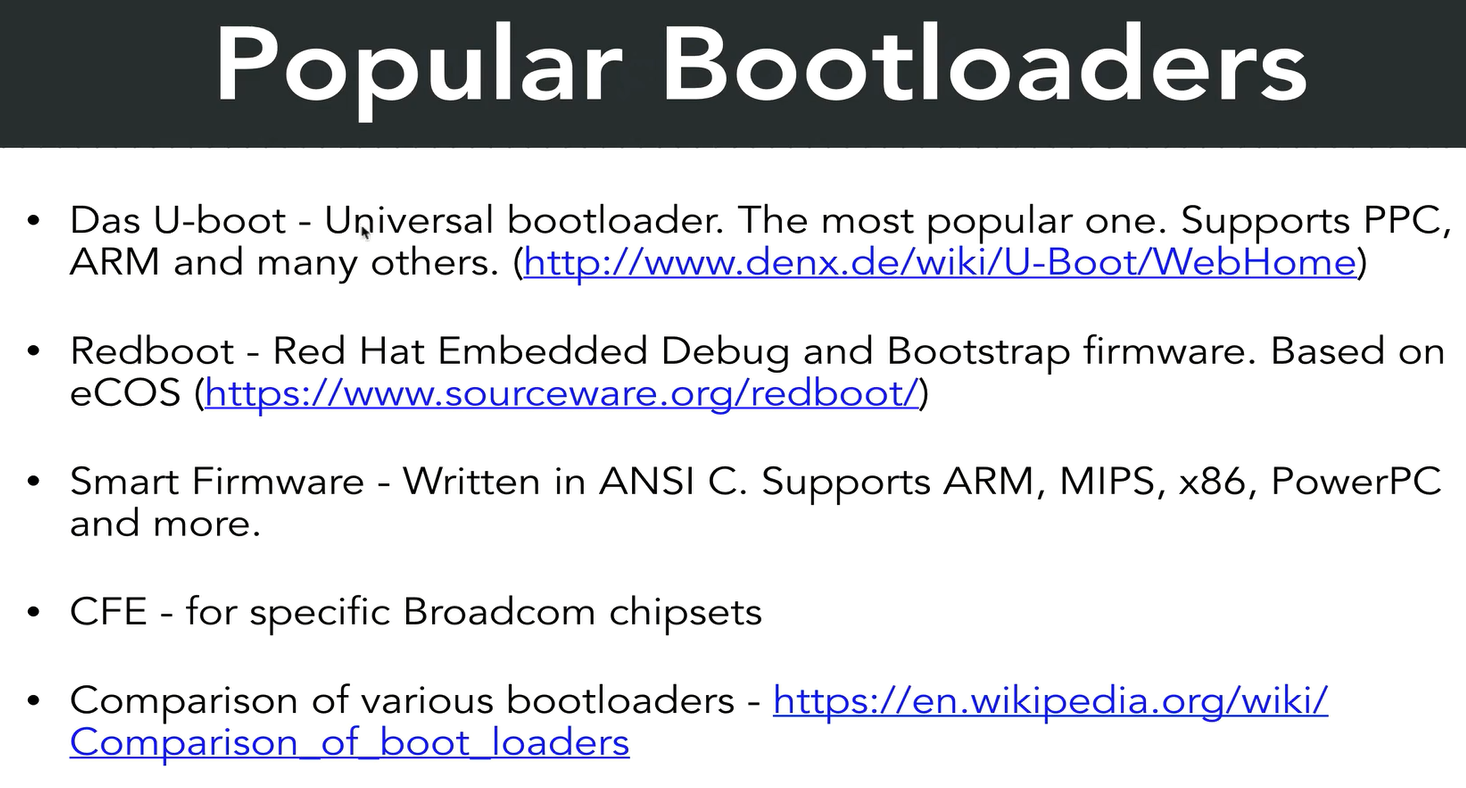 Popular Bootloaders
• Das U-boot - Universal bootloader. The most popular one. Supports PPC,
ARM and many others. (http://www.denx.de/wiki/U-Boot/WebHome)
• Redboot - Red Hat Embedded Debug and Bootstrap firmware. Based on
eCOS (https://www.sourceware.org/redboot/)
• Smart Firmware - Written in ANSI C. Supports ARM, MIPS, x86, PowerPC
and more.
• CFE - for specific Broadcom chipsets
• Comparison of various bootloaders - https://en.wikipedia.org/wiki/
Comparison_of_boot_loaders